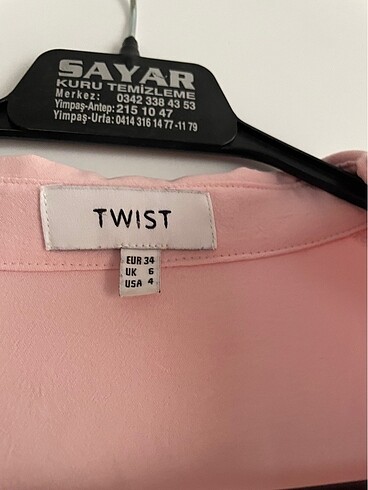 SAYAR
KURU TEMİZLEME
Merkez: 0342 338 43 53
Yimpaş-Antep: 215 10 47
Yimpaş-Urfa: 0414 316 14 77 -11 79
TWIST
EUR 34
UK 6
USA 4